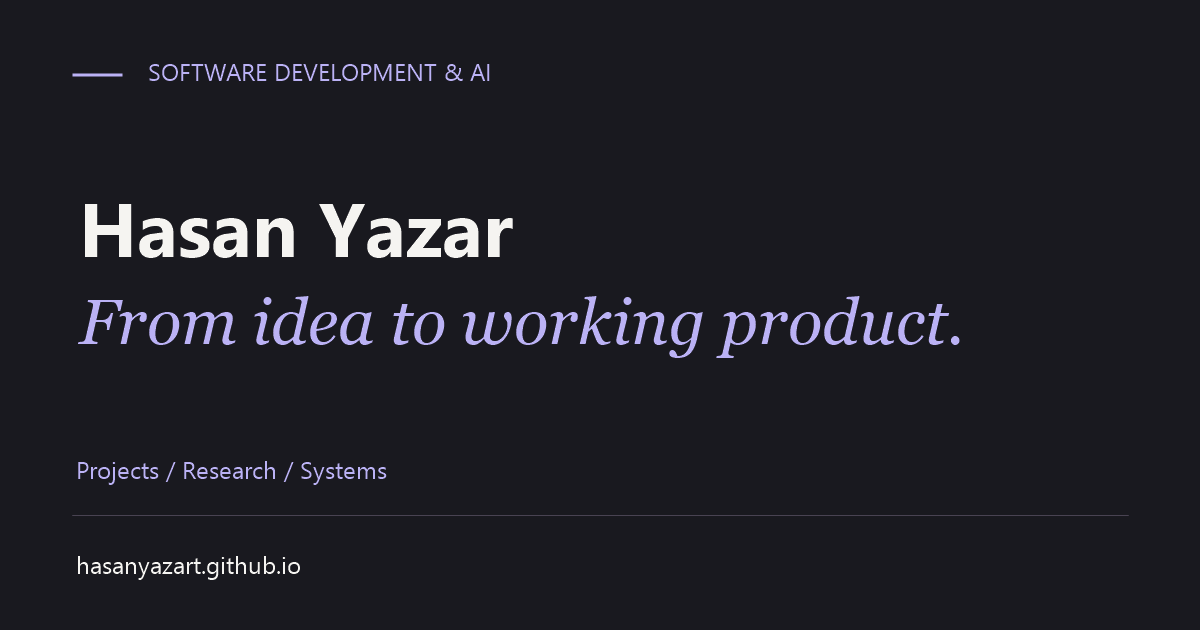 SOFTWARE DEVELOPMENT & AI
Hasan Yazar
From idea to working product.
Projects / Research / Systems
hasanyazart.github.io